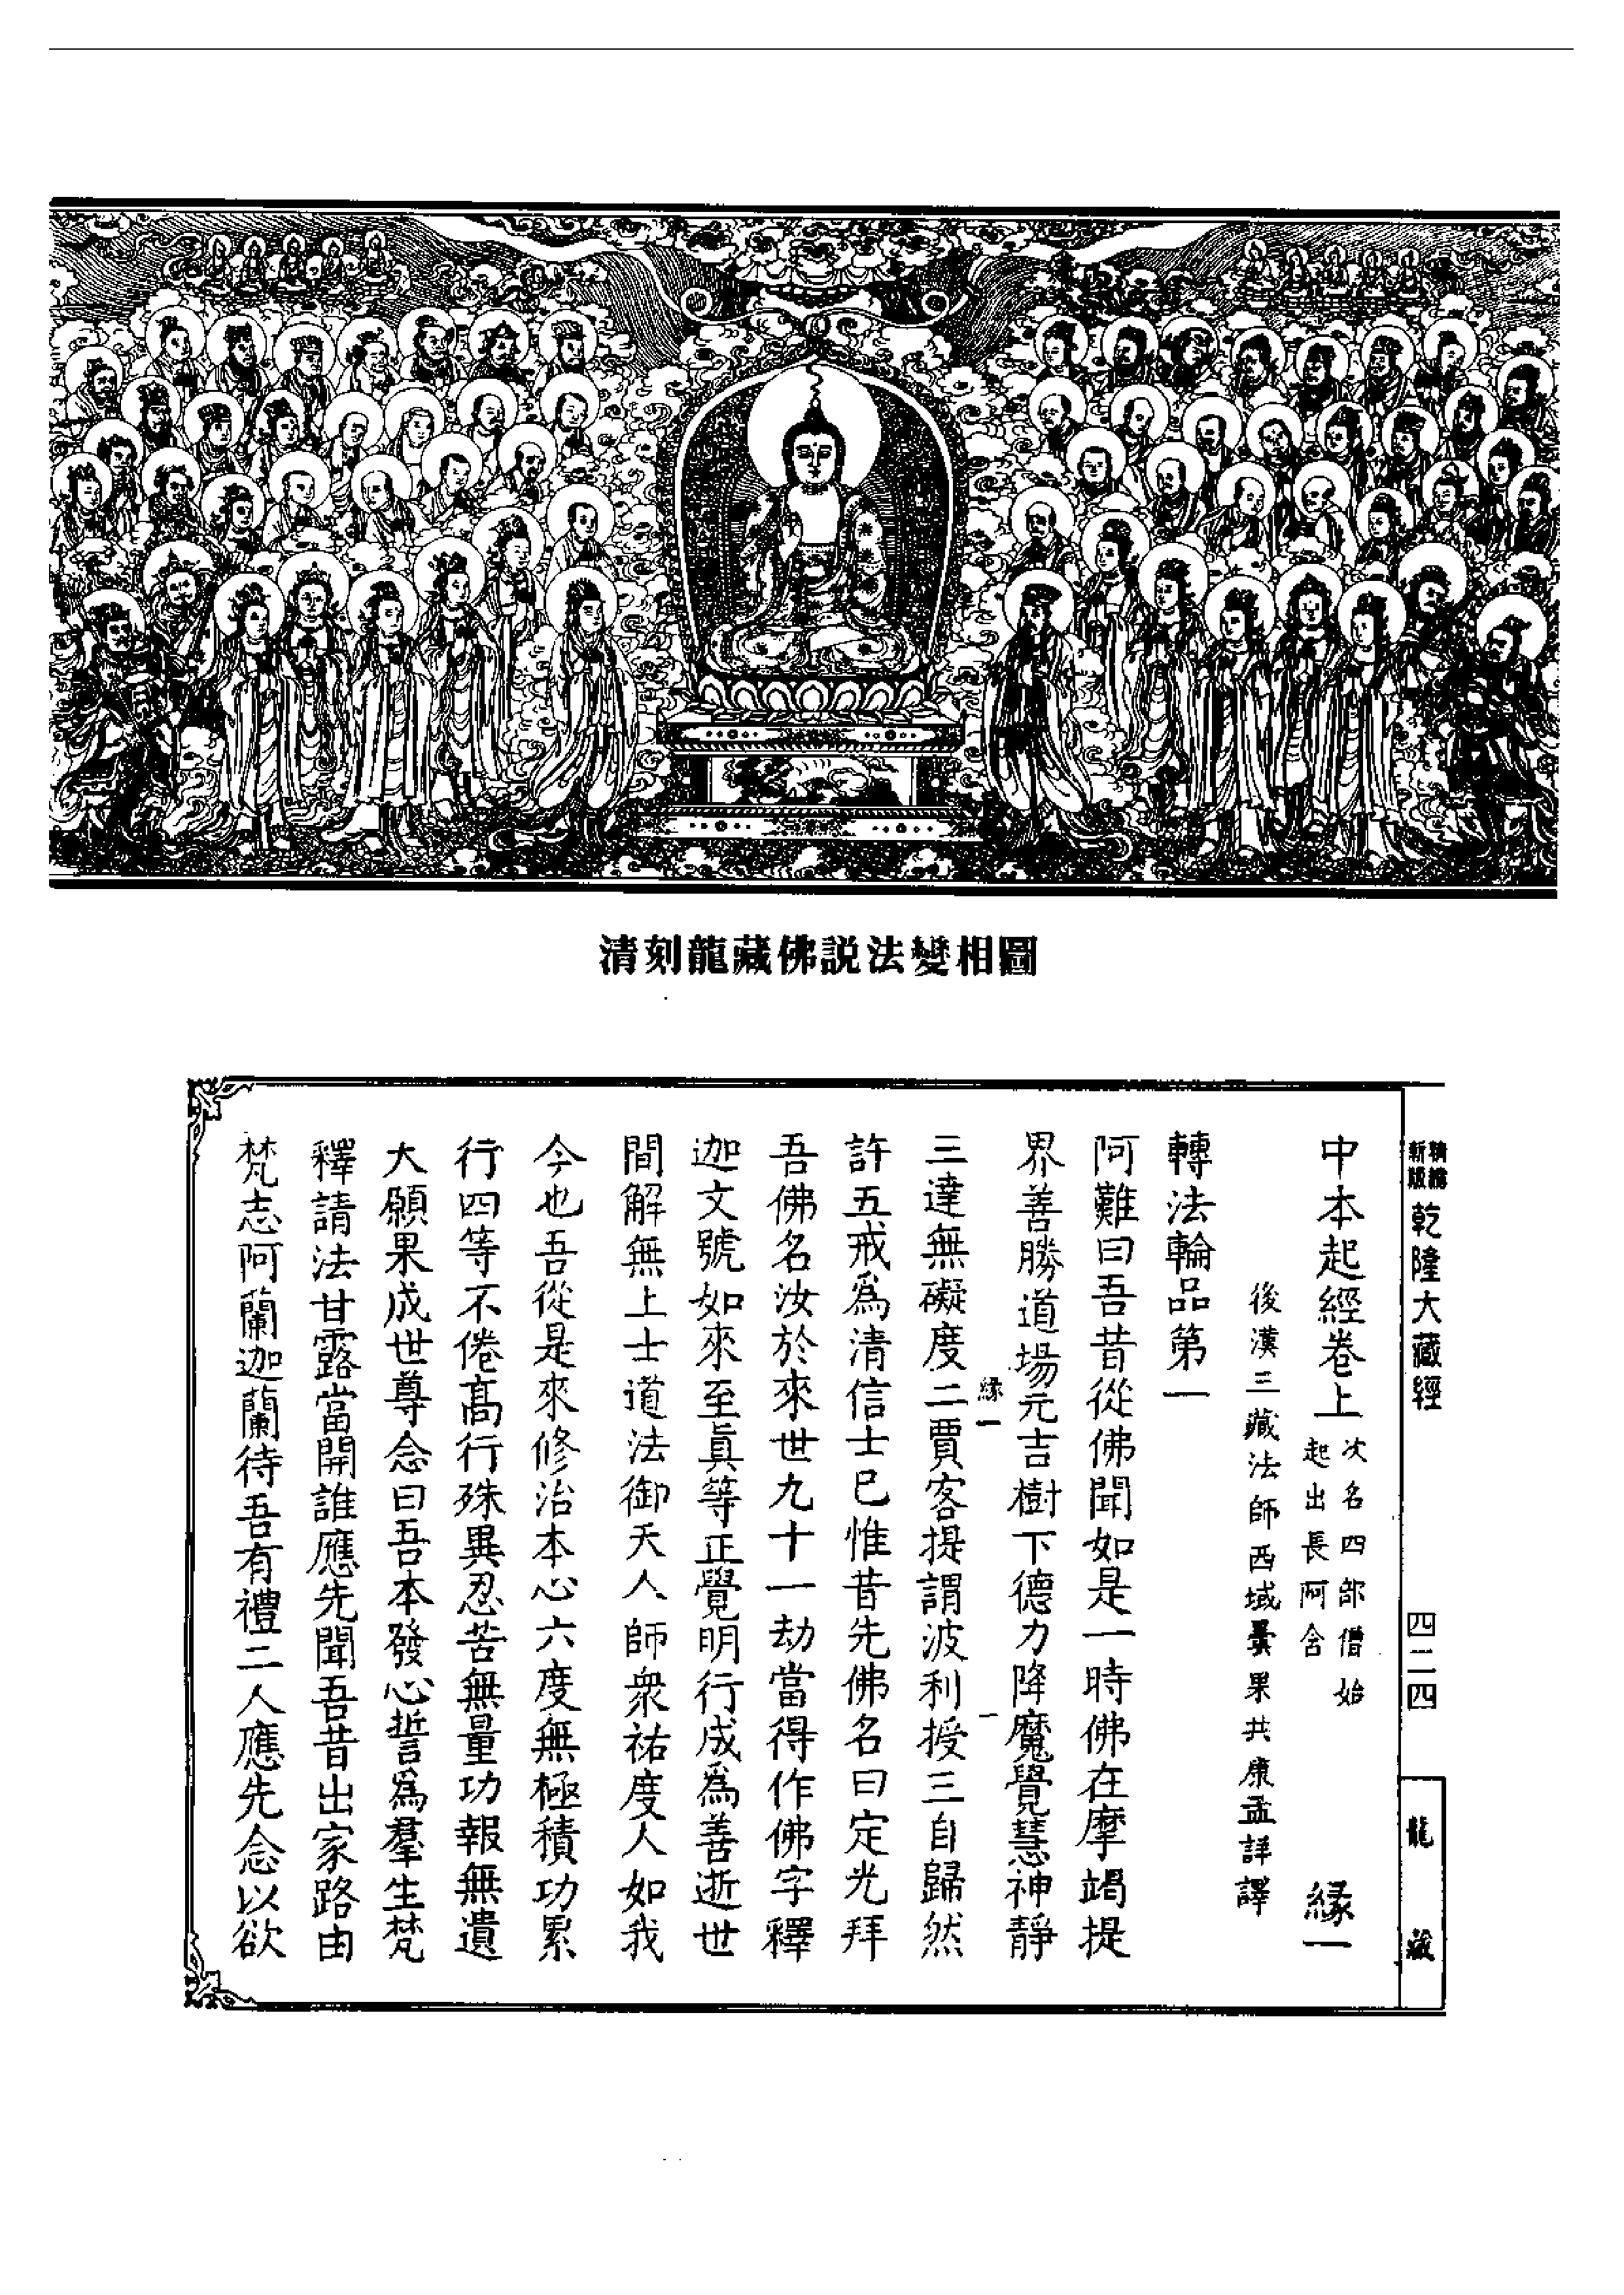 清刻龍藏佛説法變相圖
新版
精縮
乾隆大藏經
四二四
龍藏
中本起經卷上 次名四部僧始起出長阿含 緣一
後漢三藏法師西域曇果共康孟詳譯
轉法輪品第一
阿難曰吾昔從佛聞如是一時佛在摩竭提
界善勝道場元吉樹下德力降魔覺慧神靜
緣一
一
三達無礙度二賈客提謂波利授三自歸然
許五戒爲清信士已惟昔先佛名曰定光拜
吾佛名汝於來世九十一劫當得作佛字釋
迦文號如來至眞等正覺明行成爲善逝世
間解無上士道法御天人師衆祐度人如我
今也吾從是來修治本心六度無極積功累
行四等不倦高行殊異忍苦無量功報無遺
大願果成世尊念曰吾本發心誓爲羣生梵
釋請法甘露當開誰應先聞吾昔出家路由
梵志阿蘭迦蘭待吾有禮二人應先念以欲